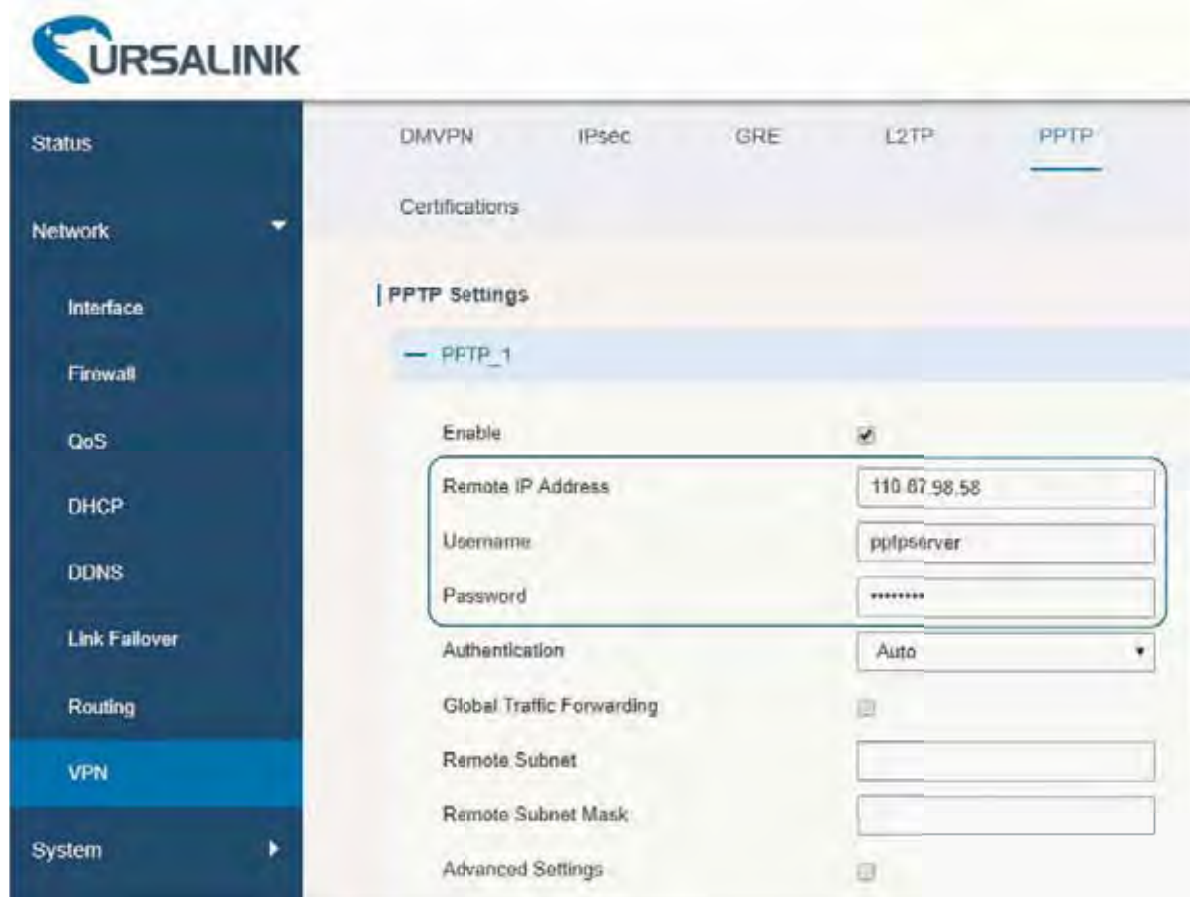 URSALINK
Status
Network
Interface
Firewall
QoS
DHCP
DDNS
Link Failover
Routing
VPN
System
DMVPN IPsec GRE L2TP PPTP
Certifications
PPTP Settings
PPTP_1
Enable
Remote IP Address 110.87.98.58
Username pptpserver
Password ••••••••
Authentication Auto
Global Traffic Forwarding
Remote Subnet
Remote Subnet Mask
Advanced Settings